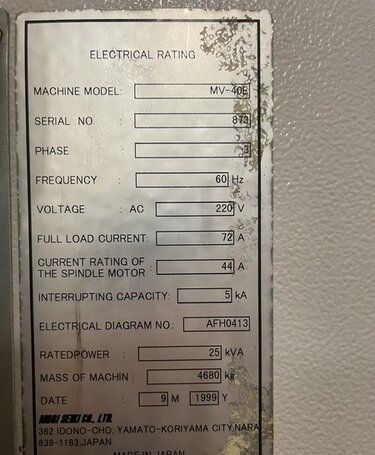 ELECTRICAL RATING
MACHINE MODEL: MV-40E
SERIAL NO. : 873
PHASE : 3
FREQUENCY : 60 Hz
VOLTAGE : AC 220 V
FULL LOAD CURRENT: 72 A
CURRENT RATING OF
THE SPINDLE MOTOR : 44 A
INTERRUPTING CAPACITY: 5 kA
ELECTRICAL DIAGRAM NO.: AFH0413
RATEDPOWER : 25 kVA
MASS OF MACHIN : 4680 kg
DATE : 9 M 1999 Y
MORI SEIKI CO., LTD.
362 IDONO-CHO, YAMATO-KORIYAMA CITY,NARA
639-1183,JAPAN
MADE IN JAPAN